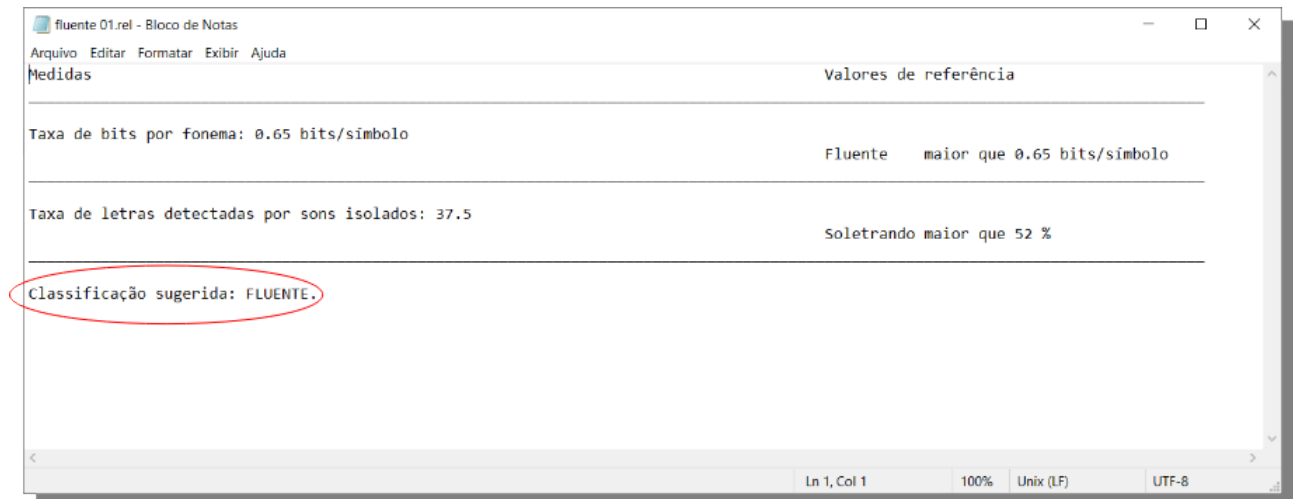 fluente 01.rel - Bloco de Notas
Arquivo Editar Formatar Exibir Ajuda
Medidas Valores de referência
Taxa de bits por fonema: 0.65 bits/símbolo
Fluente maior que 0.65 bits/símbolo
Taxa de letras detectadas por sons isolados: 37.5
Soletrando maior que 52 %
Classificação sugerida: FLUENTE.
Ln 1, Col 1 100% Unix (LF) UTF-8